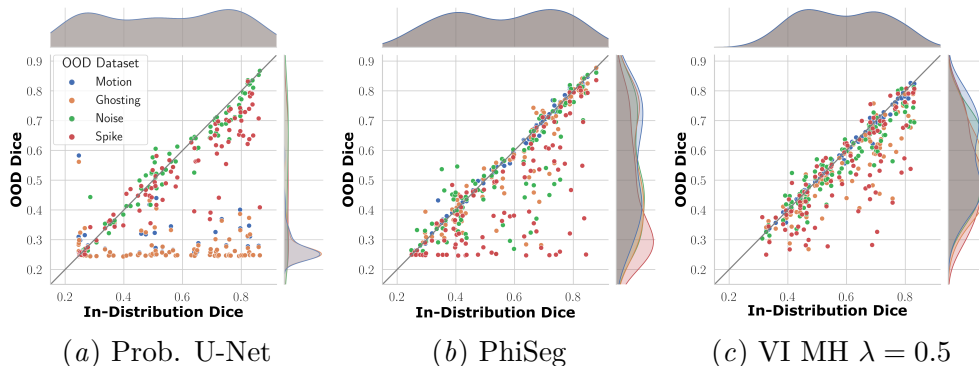 OOD Dataset
Motion
Ghosting
Noise
Spike
OOD Dice
0.9
0.8
0.7
0.6
0.5
0.4
0.3
0.2
0.2 0.4 0.6 0.8
In-Distribution Dice
(a) Prob. U-Net
OOD Dice
0.9
0.8
0.7
0.6
0.5
0.4
0.3
0.2
0.2 0.4 0.6 0.8
In-Distribution Dice
(b) PhiSeg
OOD Dice
0.9
0.8
0.7
0.6
0.5
0.4
0.3
0.2
0.2 0.4 0.6 0.8
In-Distribution Dice
(c) VI MH λ = 0.5